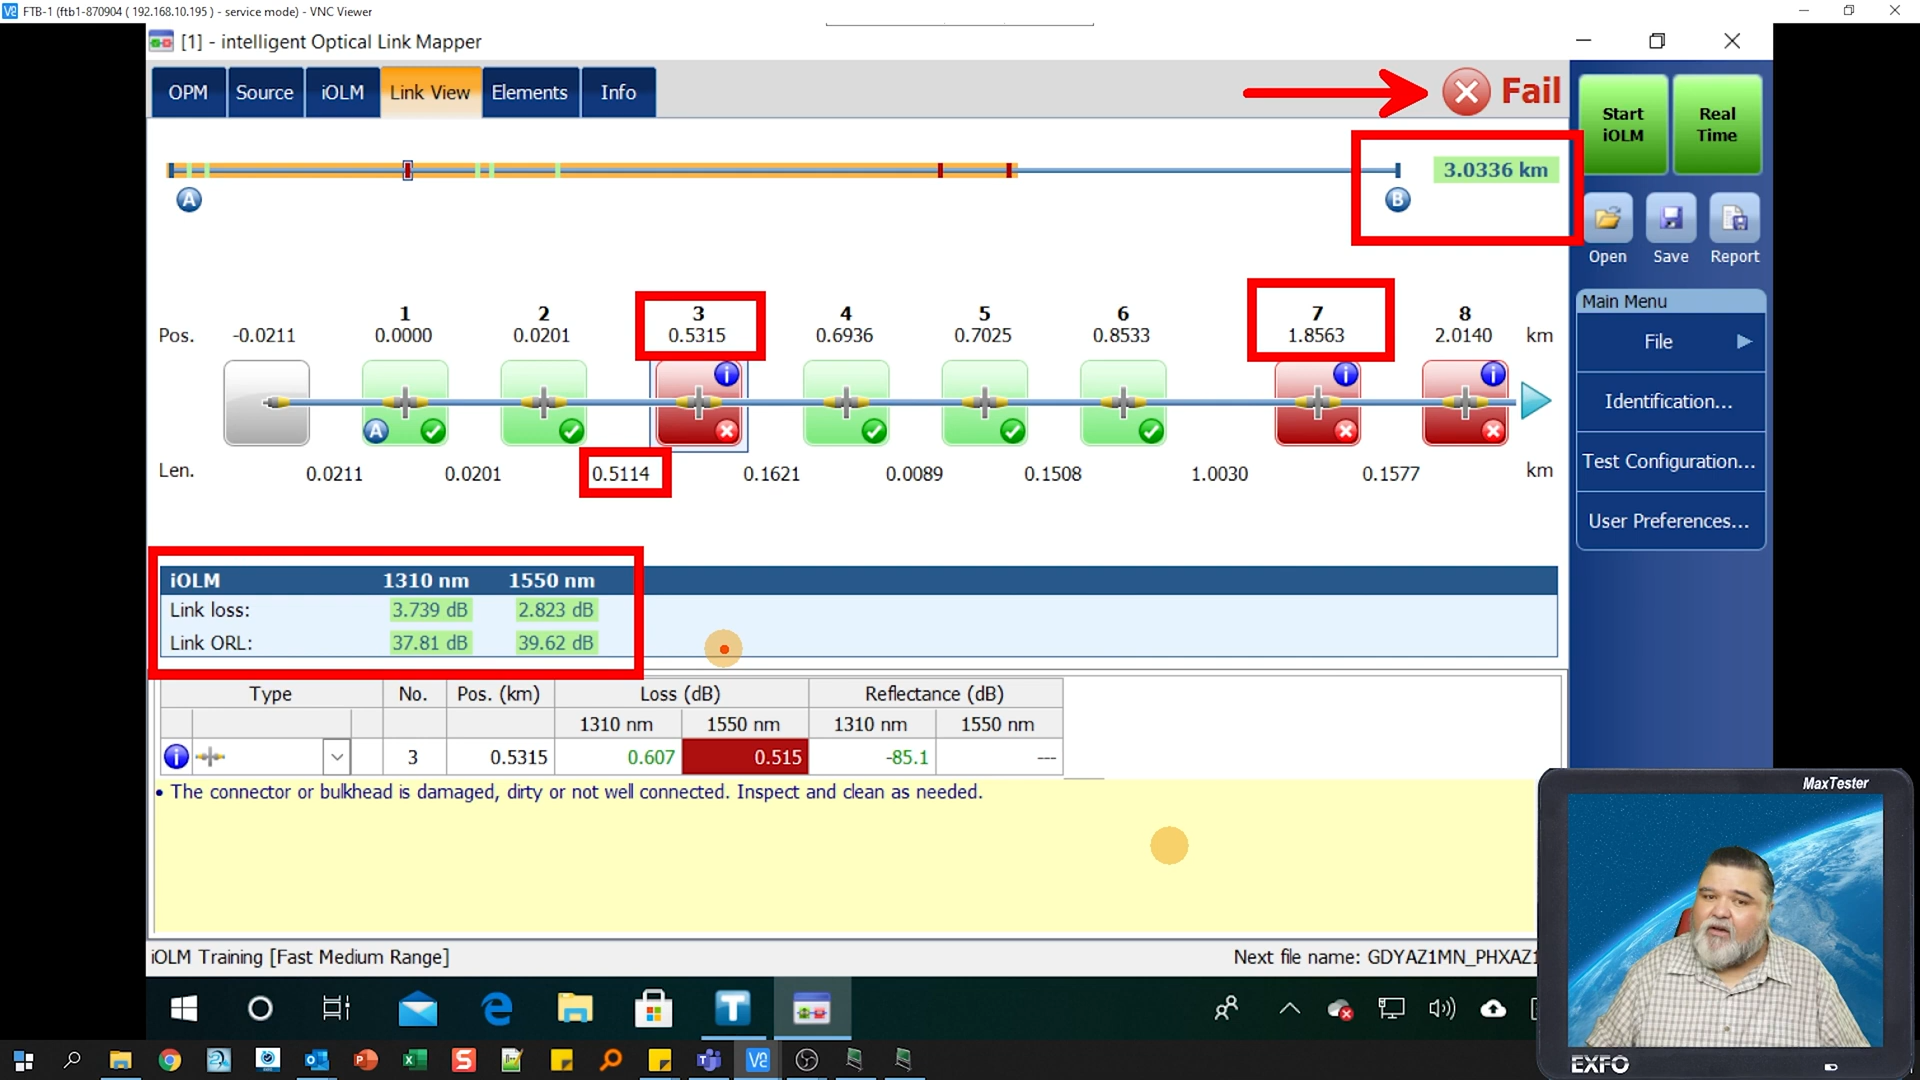 FTB-1 (ftb1-870904 ( 192.168.10.195 ) - service mode) - VNC Viewer
[1] - intelligent Optical Link Mapper
OPM Source iOLM Link View Elements Info
Fail
Start iOLM
Real Time
3.0336 km
A
B
Open Save Report
Main Menu
File
Identification...
Test Configuration...
User Preferences...
1 2 3 4 5 6 7 8
Pos. -0.0211 0.0000 0.0201 0.5315 0.6936 0.7025 0.8533 1.8563 2.0140 km
A
Len. 0.0211 0.0201 0.5114 0.1621 0.0089 0.1508 1.0030 0.1577 km
iOLM 1310 nm 1550 nm
Link loss: 3.739 dB 2.823 dB
Link ORL: 37.81 dB 39.62 dB
Type No. Pos. (km) Loss (dB) Reflectance (dB)
1310 nm 1550 nm 1310 nm 1550 nm
3 0.5315 0.607 0.515 -85.1 ---
• The connector or bulkhead is damaged, dirty or not well connected. Inspect and clean as needed.
iOLM Training [Fast Medium Range]
Next file name: GDYAZ1MN_PHXAZ1
MaxTester
EXFO